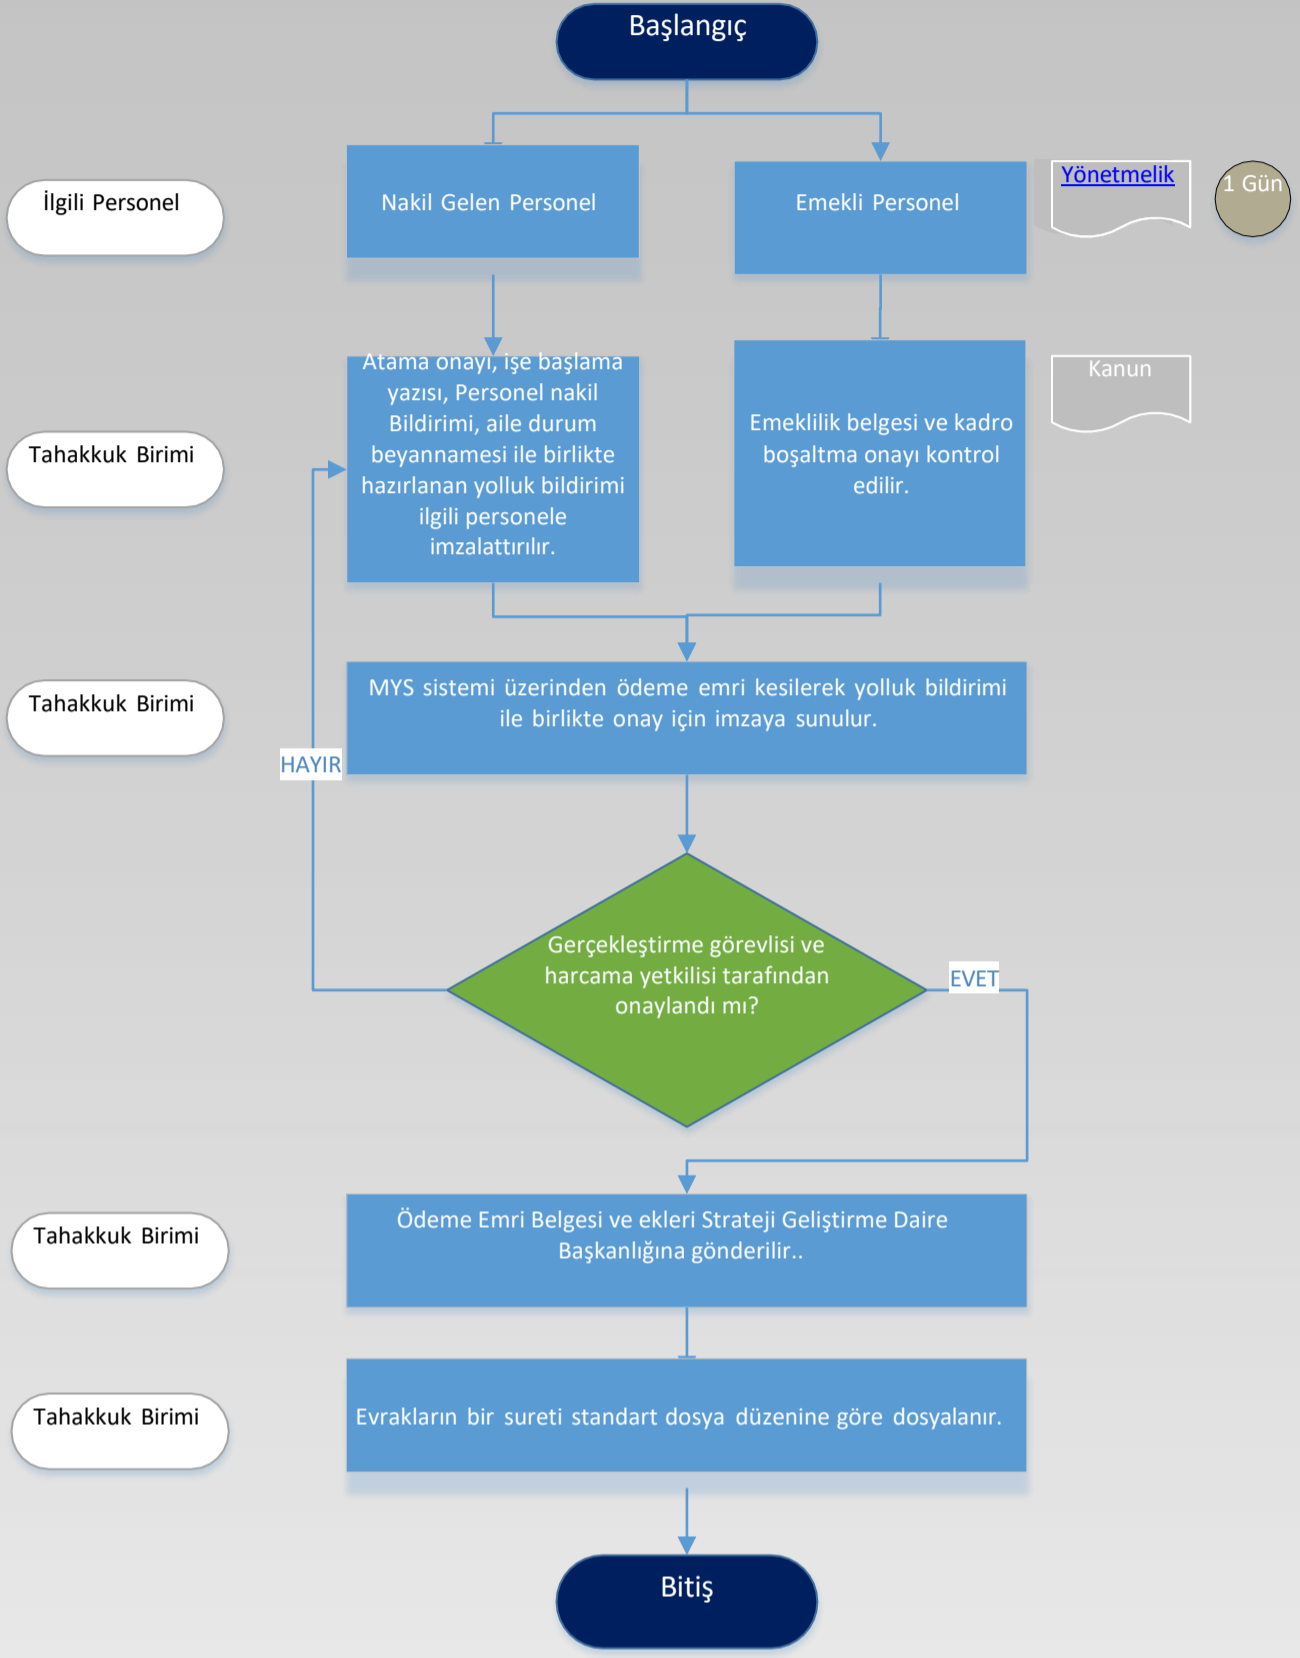 Başlangıç
İlgili Personel
Nakil Gelen Personel
Emekli Personel
Yönetmelik
1 Gün
Tahakkuk Birimi
Atama onayı, işe başlama
yazısı, Personel nakil
Bildirimi, aile durum
beyannamesi ile birlikte
hazırlanan yolluk bildirimi
ilgili personele
imzalattırılır.
Emeklilik belgesi ve kadro
boşaltma onayı kontrol
edilir.
Kanun
Tahakkuk Birimi
MYS sistemi üzerinden ödeme emri kesilerek yolluk bildirimi
ile birlikte onay için imzaya sunulur.
HAYIR
Gerçekleştirme görevlisi ve
harcama yetkilisi tarafından
onaylandı mı?
EVET
Tahakkuk Birimi
Ödeme Emri Belgesi ve ekleri Strateji Geliştirme Daire
Başkanlığına gönderilir..
Tahakkuk Birimi
Evrakların bir sureti standart dosya düzenine göre dosyalanır.
Bitiş